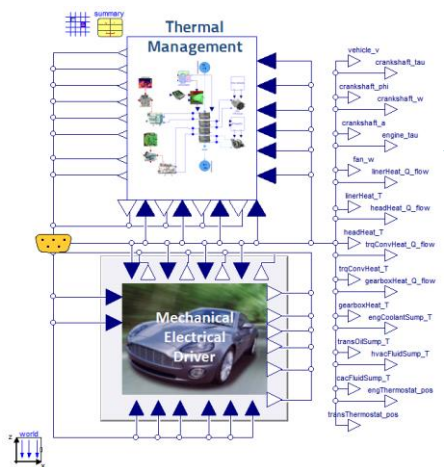 summary
Thermal
Management
Mechanical
Electrical
Driver
vehicle_v
crankshaft_tau
crankshaft_phi
crankshaft_w
crankshaft_a
engine_tau
fan_w
linerHeat_Q_flow
linerHeat_T
headHeat_Q_flow
headHeat_T
trqConvHeat_Q_flow
trqConvHeat_T
gearboxHeat_Q_flow
gearboxHeat_T
engCoolantSump_T
transOilSump_T
hvacFluidSump_T
cacFluidSump_T
engThermostat_pos
transThermostat_pos
world
z
x